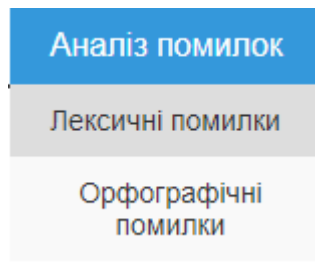 Аналіз помилок
Лексичні помилки
Орфографічні
помилки